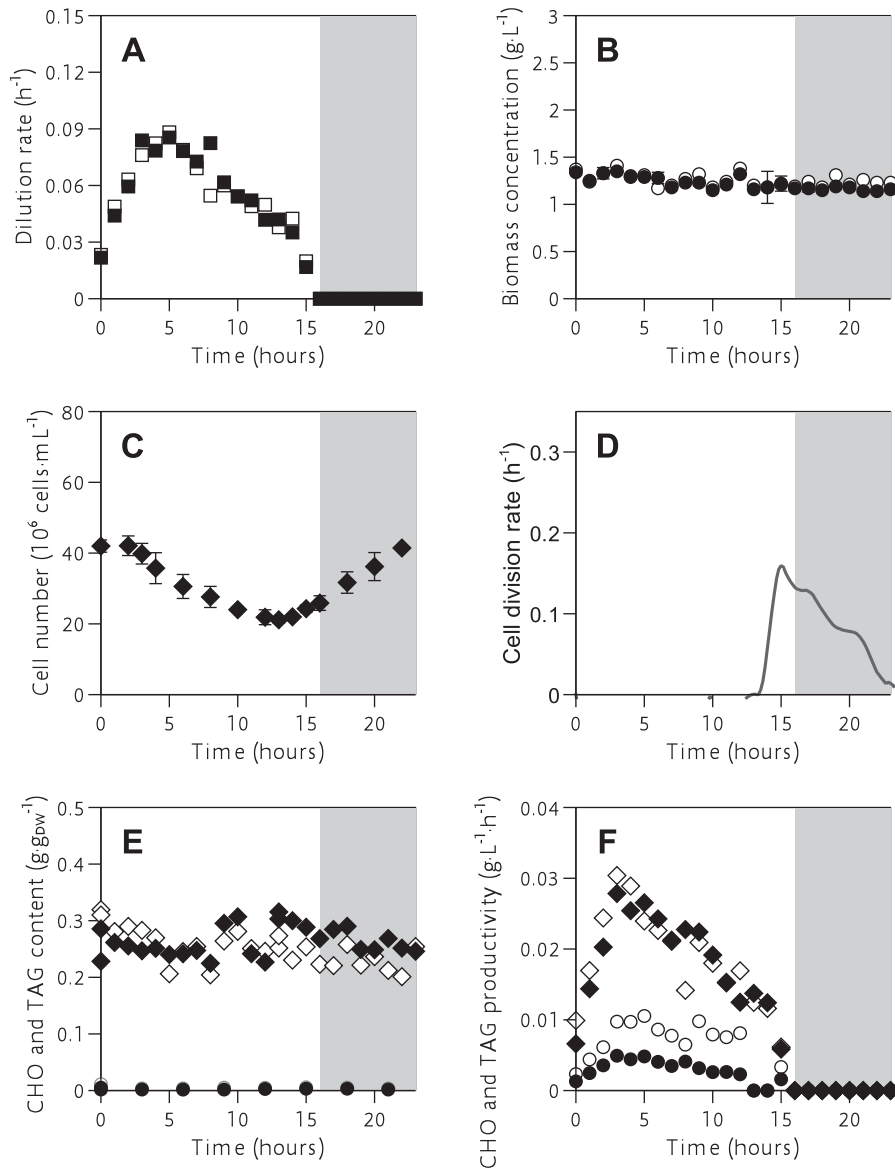 A
Dilution rate (h⁻¹)
0.15
0.12
0.09
0.06
0.03
0
0 5 10 15 20
Time (hours)
B
Biomass concentration (g·L⁻¹)
3
2.5
2
1.5
1
0.5
0
0 5 10 15 20
Time (hours)
C
Cell number (10⁶ cells·mL⁻¹)
80
60
40
20
0
0 5 10 15 20
Time (hours)
D
Cell division rate (h⁻¹)
0.3
0.2
0.1
0
0 5 10 15 20
Time (hours)
E
CHO and TAG content (g·gDW⁻¹)
0.5
0.4
0.3
0.2
0.1
0
0 5 10 15 20
Time (hours)
F
CHO and TAG productivity (g·L⁻¹·h⁻¹)
0.04
0.03
0.02
0.01
0
0 5 10 15 20
Time (hours)